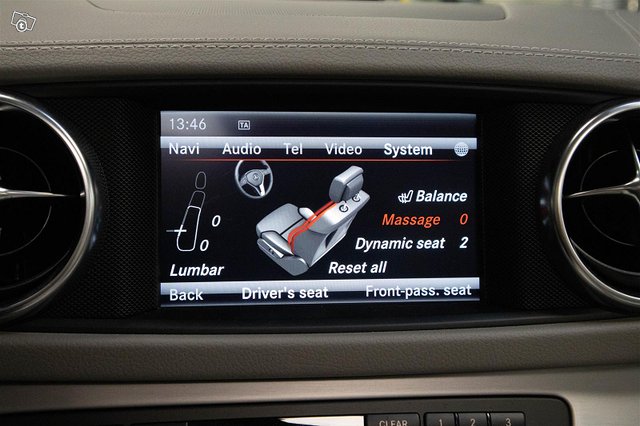 13:46 TA
Navi Audio Tel Video System
Balance
Massage 0
0
Dynamic seat 2
0
Lumbar
Reset all
Back Driver's seat Front-pass. seat
CLEAR 1 2 3